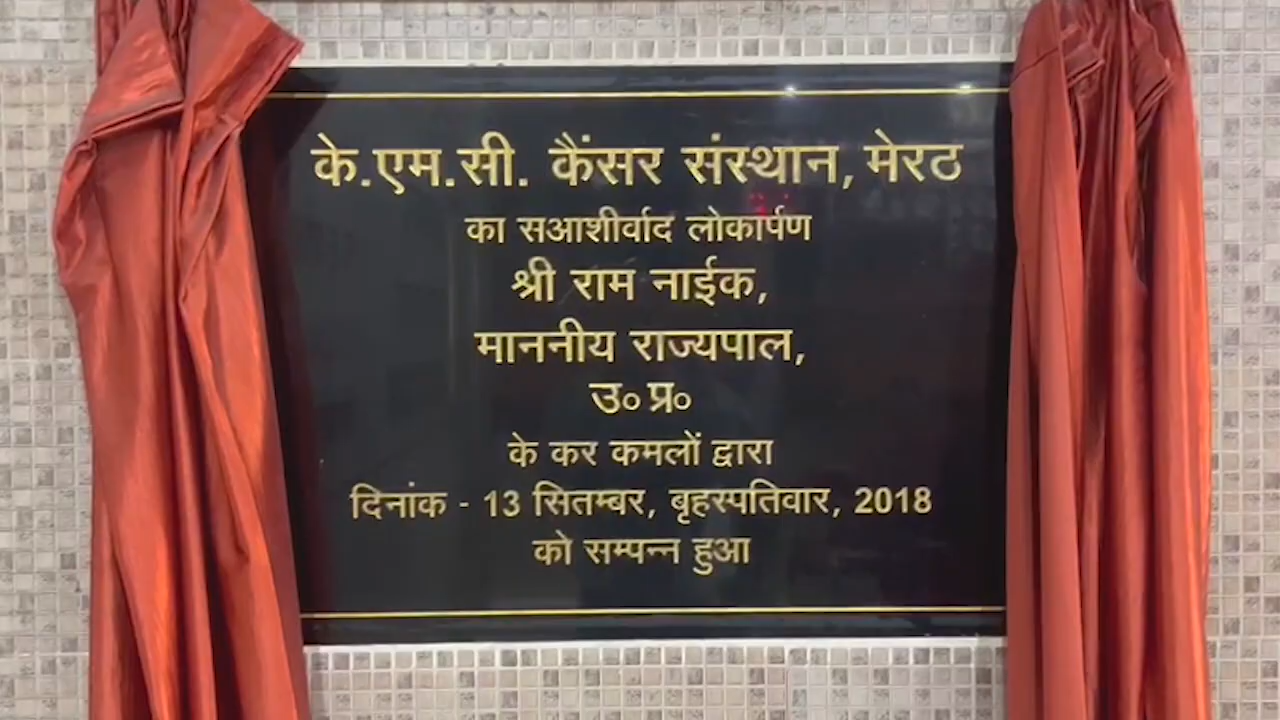 के.एम.सी. कैंसर संस्थान, मेरठ
का सआशीर्वाद लोकार्पण
श्री राम नाईक,
माननीय राज्यपाल,
उ० प्र०
के कर कमलों द्वारा
दिनांक - 13 सितम्बर, बृहस्पतिवार, 2018
को सम्पन्न हुआ